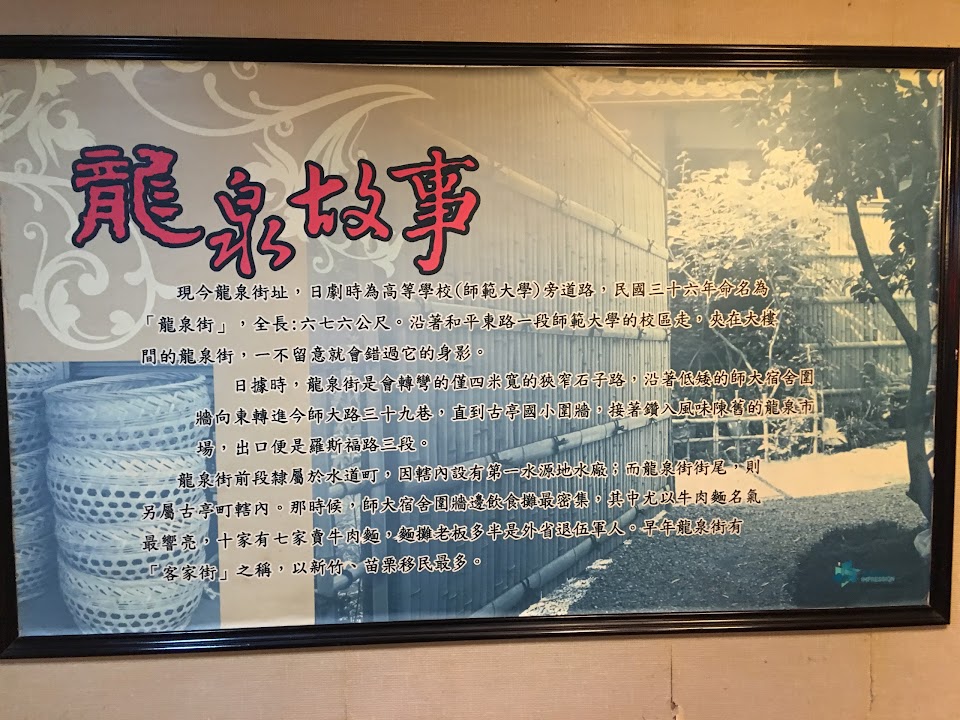 龍泉故事
現今龍泉街址，日劇時為高等學校(師範大學)旁道路，民國三十六年命名為
「龍泉街」，全長:六七六公尺。沿著和平東路一段師範大學的校區走，夾在大樓
間的龍泉街，一不留意就會錯過它的身影。
日據時，龍泉街是會轉彎的僅四米寬的狹窄石子路，沿著低矮的師大宿舍圍
牆向東轉進今師大路三十九巷，直到古亭國小圍牆，接著鑽入風味陳舊的龍泉市
場，出口便是羅斯福路三段。
龍泉街前段隸屬於水道町，因轄內設有第一水源地水廠；而龍泉街街尾，則
另屬古亭町轄內。那時候，師大宿舍圍牆邊飲食攤最密集，其中尤以牛肉麵名氣
最響亮，十家有七家賣牛肉麵，麵攤老板多半是外省退伍軍人。早年龍泉街有
「客家街」之稱，以新竹、苗栗移民最多。